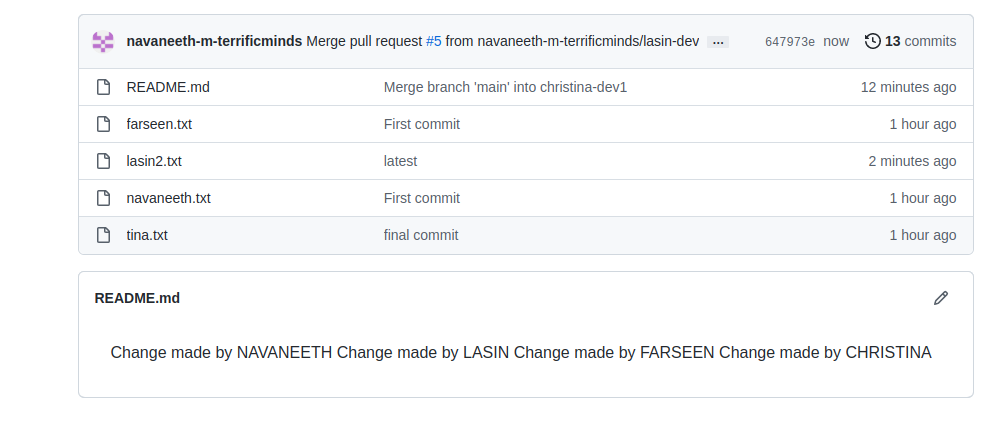 navaneeth-m-terrificminds Merge pull request #5 from navaneeth-m-terrificminds/lasin-dev ... 647973e now 13 commits
README.md Merge branch 'main' into christina-dev1 12 minutes ago
farseen.txt First commit 1 hour ago
lasin2.txt latest 2 minutes ago
navaneeth.txt First commit 1 hour ago
tina.txt final commit 1 hour ago
README.md
Change made by NAVANEETH Change made by LASIN Change made by FARSEEN Change made by CHRISTINA